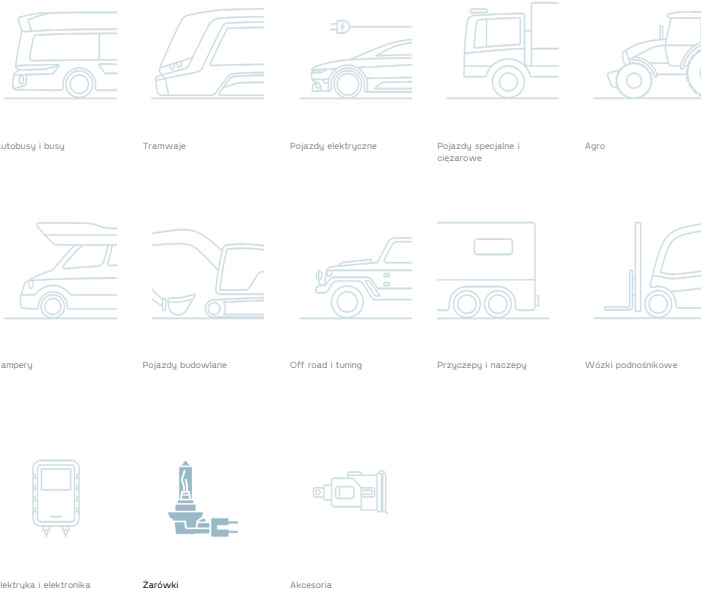 utobusy i busy
Tramwaje
Pojazdy elektryczne
Pojazdy specjalne i
ciężarowe
Agro
ampery
Pojazdy budowlane
Off road i tuning
Przyczepy i naczepy
Wózki podnośnikowe
lektryka i elektronika
Żarówki
Akcesoria